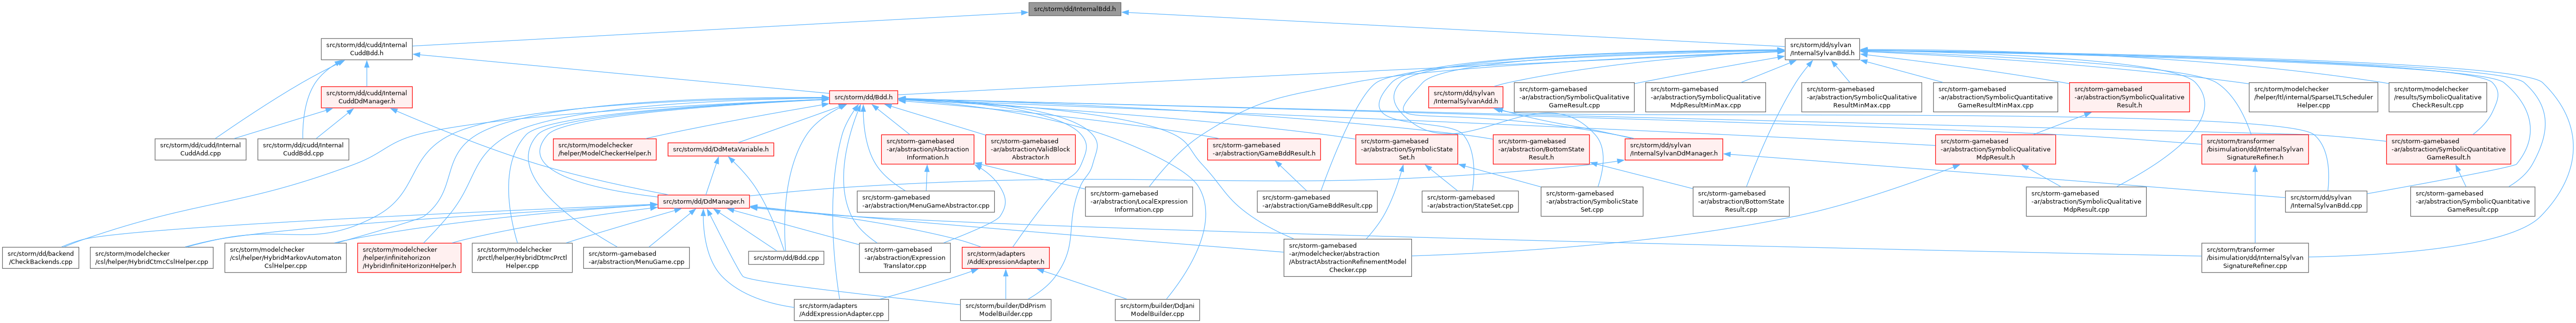 src/storm/dd/InternalBdd.h
src/storm/dd/cudd/Internal
CuddBdd.h
src/storm/dd/sylvan
/InternalSylvanBdd.h
src/storm/dd/cudd/Internal
CuddDdManager.h
src/storm/dd/Bdd.h
src/storm/dd/sylvan
/InternalSylvanAdd.h
src/storm-gamebased
-ar/abstraction/SymbolicQualitative
GameResult.cpp
src/storm-gamebased
-ar/abstraction/SymbolicQualitative
MdpResultMinMax.cpp
src/storm-gamebased
-ar/abstraction/SymbolicQualitative
ResultMinMax.cpp
src/storm-gamebased
-ar/abstraction/SymbolicQuantitative
GameResultMinMax.cpp
src/storm-gamebased
-ar/abstraction/SymbolicQualitative
Result.h
src/storm/modelchecker
/helper/ltl/internal/SparseLTLScheduler
Helper.cpp
src/storm/modelchecker
/results/SymbolicQualitative
CheckResult.cpp
src/storm/dd/cudd/Internal
CuddAdd.cpp
src/storm/dd/cudd/Internal
CuddBdd.cpp
src/storm/modelchecker
/helper/ModelCheckerHelper.h
src/storm/dd/DdMetaVariable.h
src/storm-gamebased
-ar/abstraction/Abstraction
Information.h
src/storm-gamebased
-ar/abstraction/ValidBlock
Abstractor.h
src/storm-gamebased
-ar/abstraction/GameBddResult.h
src/storm-gamebased
-ar/abstraction/SymbolicState
Set.h
src/storm-gamebased
-ar/abstraction/BottomState
Result.h
src/storm/dd/sylvan
/InternalSylvanDdManager.h
src/storm-gamebased
-ar/abstraction/SymbolicQualitative
MdpResult.h
src/storm/transformer
/bisimulation/dd/InternalSylvan
SignatureRefiner.h
src/storm-gamebased
-ar/abstraction/SymbolicQuantitative
GameResult.h
src/storm/dd/DdManager.h
src/storm-gamebased
-ar/abstraction/MenuGameAbstractor.cpp
src/storm-gamebased
-ar/abstraction/LocalExpression
Information.cpp
src/storm-gamebased
-ar/abstraction/GameBddResult.cpp
src/storm-gamebased
-ar/abstraction/StateSet.cpp
src/storm-gamebased
-ar/abstraction/SymbolicState
Set.cpp
src/storm-gamebased
-ar/abstraction/BottomState
Result.cpp
src/storm-gamebased
-ar/abstraction/SymbolicQualitative
MdpResult.cpp
src/storm/dd/sylvan
/InternalSylvanBdd.cpp
src/storm-gamebased
-ar/abstraction/SymbolicQuantitative
GameResult.cpp
src/storm/dd/backend
/CheckBackends.cpp
src/storm/modelchecker
/csl/helper/HybridCtmcCslHelper.cpp
src/storm/modelchecker
/csl/helper/HybridMarkovAutomaton
CslHelper.cpp
src/storm/modelchecker
/helper/infinitehorizon
/HybridInfiniteHorizonHelper.h
src/storm/modelchecker
/prctl/helper/HybridDtmcPrctl
Helper.cpp
src/storm-gamebased
-ar/abstraction/MenuGame.cpp
src/storm/dd/Bdd.cpp
src/storm-gamebased
-ar/abstraction/Expression
Translator.cpp
src/storm/adapters
/AddExpressionAdapter.h
src/storm-gamebased
-ar/modelchecker/abstraction
/AbstractAbstractionRefinementModel
Checker.cpp
src/storm/transformer
/bisimulation/dd/InternalSylvan
SignatureRefiner.cpp
src/storm/adapters
/AddExpressionAdapter.cpp
src/storm/builder/DdPrism
ModelBuilder.cpp
src/storm/builder/DdJani
ModelBuilder.cpp